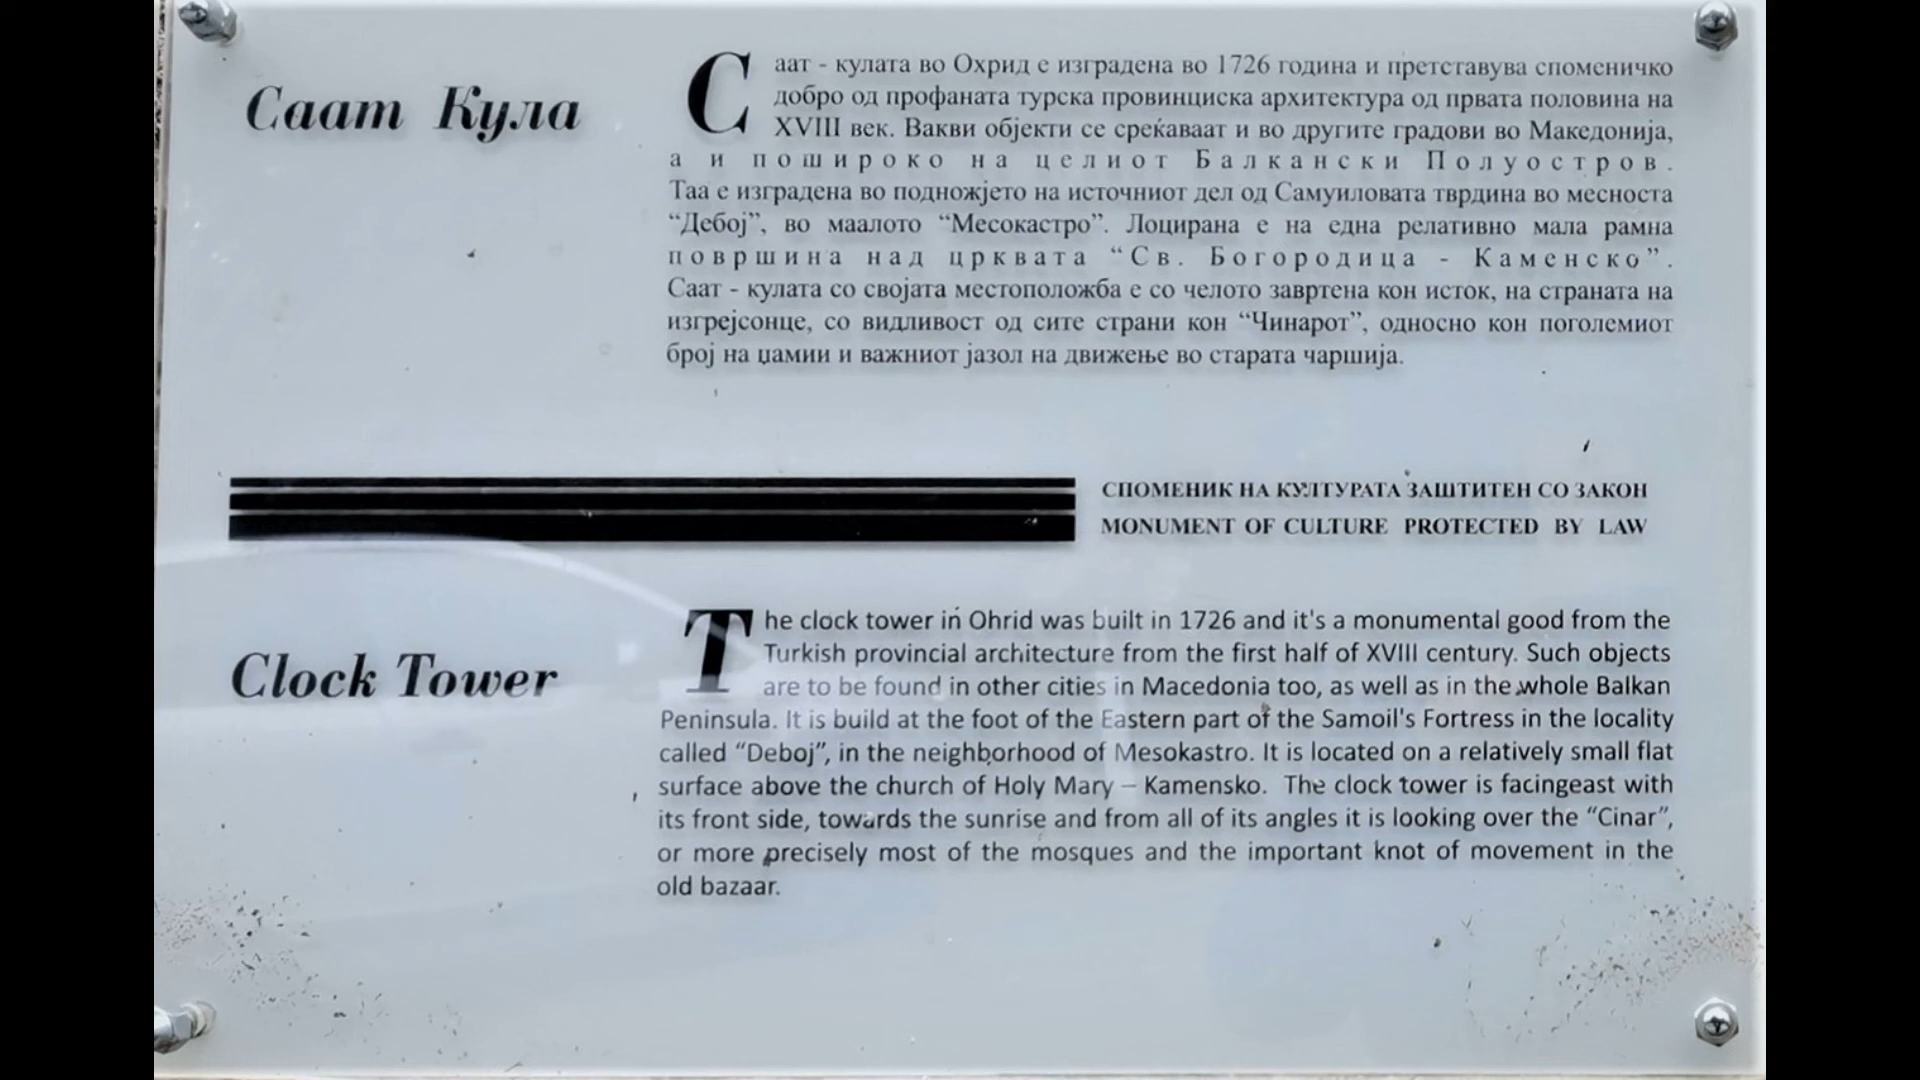 Саат Кула
Саат - кулата во Охрид е изградена во 1726 година и претставува споменичко
добро од профаната турска провинциска архитектура од првата половина на
XVIII век. Вакви објекти се среќаваат и во другите градови во Македонија,
а и пошироко на целиот Балкански Полуостров.
Таа е изградена во подножјето на источниот дел од Самуиловата тврдина во месноста
“Дебој”, во маалото “Месокастро”. Лоцирана е на една релативно мала рамна
површина над црквата “Св. Богородица - Каменско”.
Саат - кулата со својата местоположба е со челото завртена кон исток, на страната на
изгрејсонце, со видливост од сите страни кон “Чинарот”, односно кон поголемиот
број на џамии и важниот јазол на движење во старата чаршија.
СПОМЕНИК НА КУЛТУРАТА ЗАШТИТЕН СО ЗАКОН
MONUMENT OF CULTURE PROTECTED BY LAW
Clock Tower
The clock tower in Ohrid was built in 1726 and it's a monumental good from the
Turkish provincial architecture from the first half of XVIII century. Such objects
are to be found in other cities in Macedonia too, as well as in the whole Balkan
Peninsula. It is build at the foot of the Eastern part of the Samoil's Fortress in the locality
called “Deboj”, in the neighborhood of Mesokastro. It is located on a relatively small flat
surface above the church of Holy Mary – Kamensko. The clock tower is facingeast with
its front side, towards the sunrise and from all of its angles it is looking over the “Cinar”,
or more precisely most of the mosques and the important knot of movement in the
old bazaar.